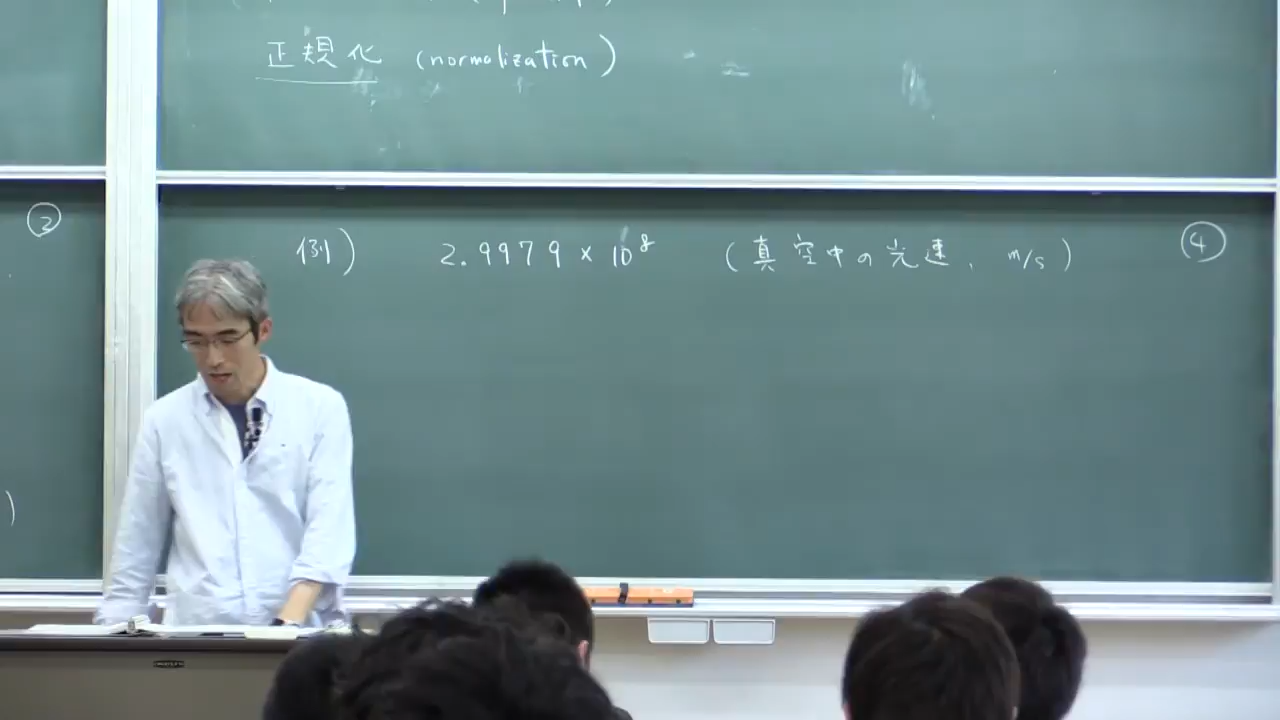 正規化 (normalization)
②
例) 2.9979 × 10⁸ (真空中の光速, m/s) ④
)